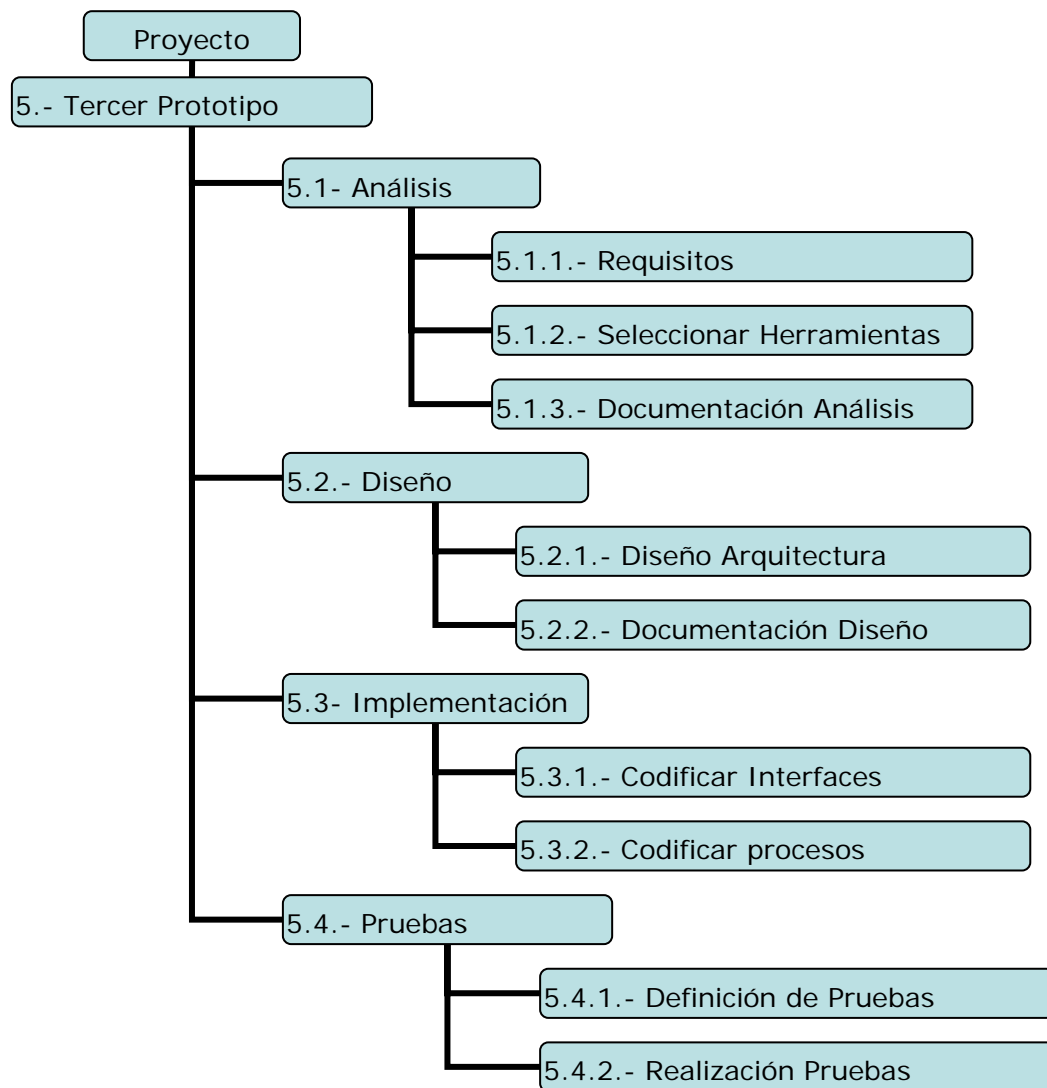 Proyecto
5.- Tercer Prototipo
5.1- Análisis
5.1.1.- Requisitos
5.1.2.- Seleccionar Herramientas
5.1.3.- Documentación Análisis
5.2.- Diseño
5.2.1.- Diseño Arquitectura
5.2.2.- Documentación Diseño
5.3- Implementación
5.3.1.- Codificar Interfaces
5.3.2.- Codificar procesos
5.4.- Pruebas
5.4.1.- Definición de Pruebas
5.4.2.- Realización Pruebas